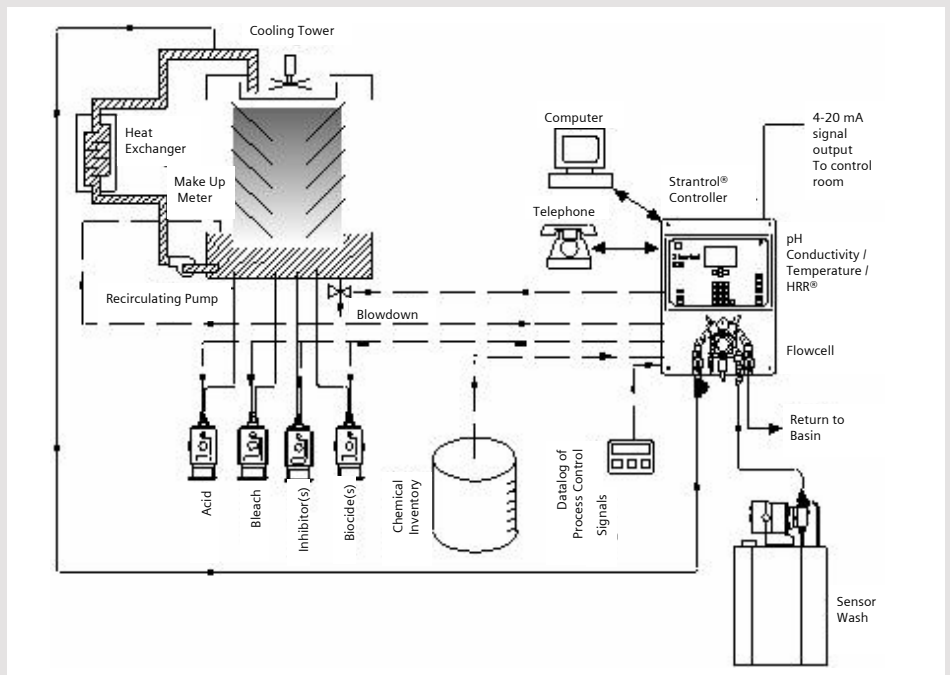 Cooling Tower
Heat
Exchanger
Make Up
Meter
Computer
4-20 mA
signal
output
To control
room
Strantrol®
Controller
Telephone
pH
Conductivity /
Temperature /
HRR®
Recirculating Pump
Blowdown
Flowcell
Return to
Basin
Acid
Bleach
Inhibitor(s)
Biocide(s)
Chemical
Inventory
Datalog of
Process Control
Signals
Sensor
Wash